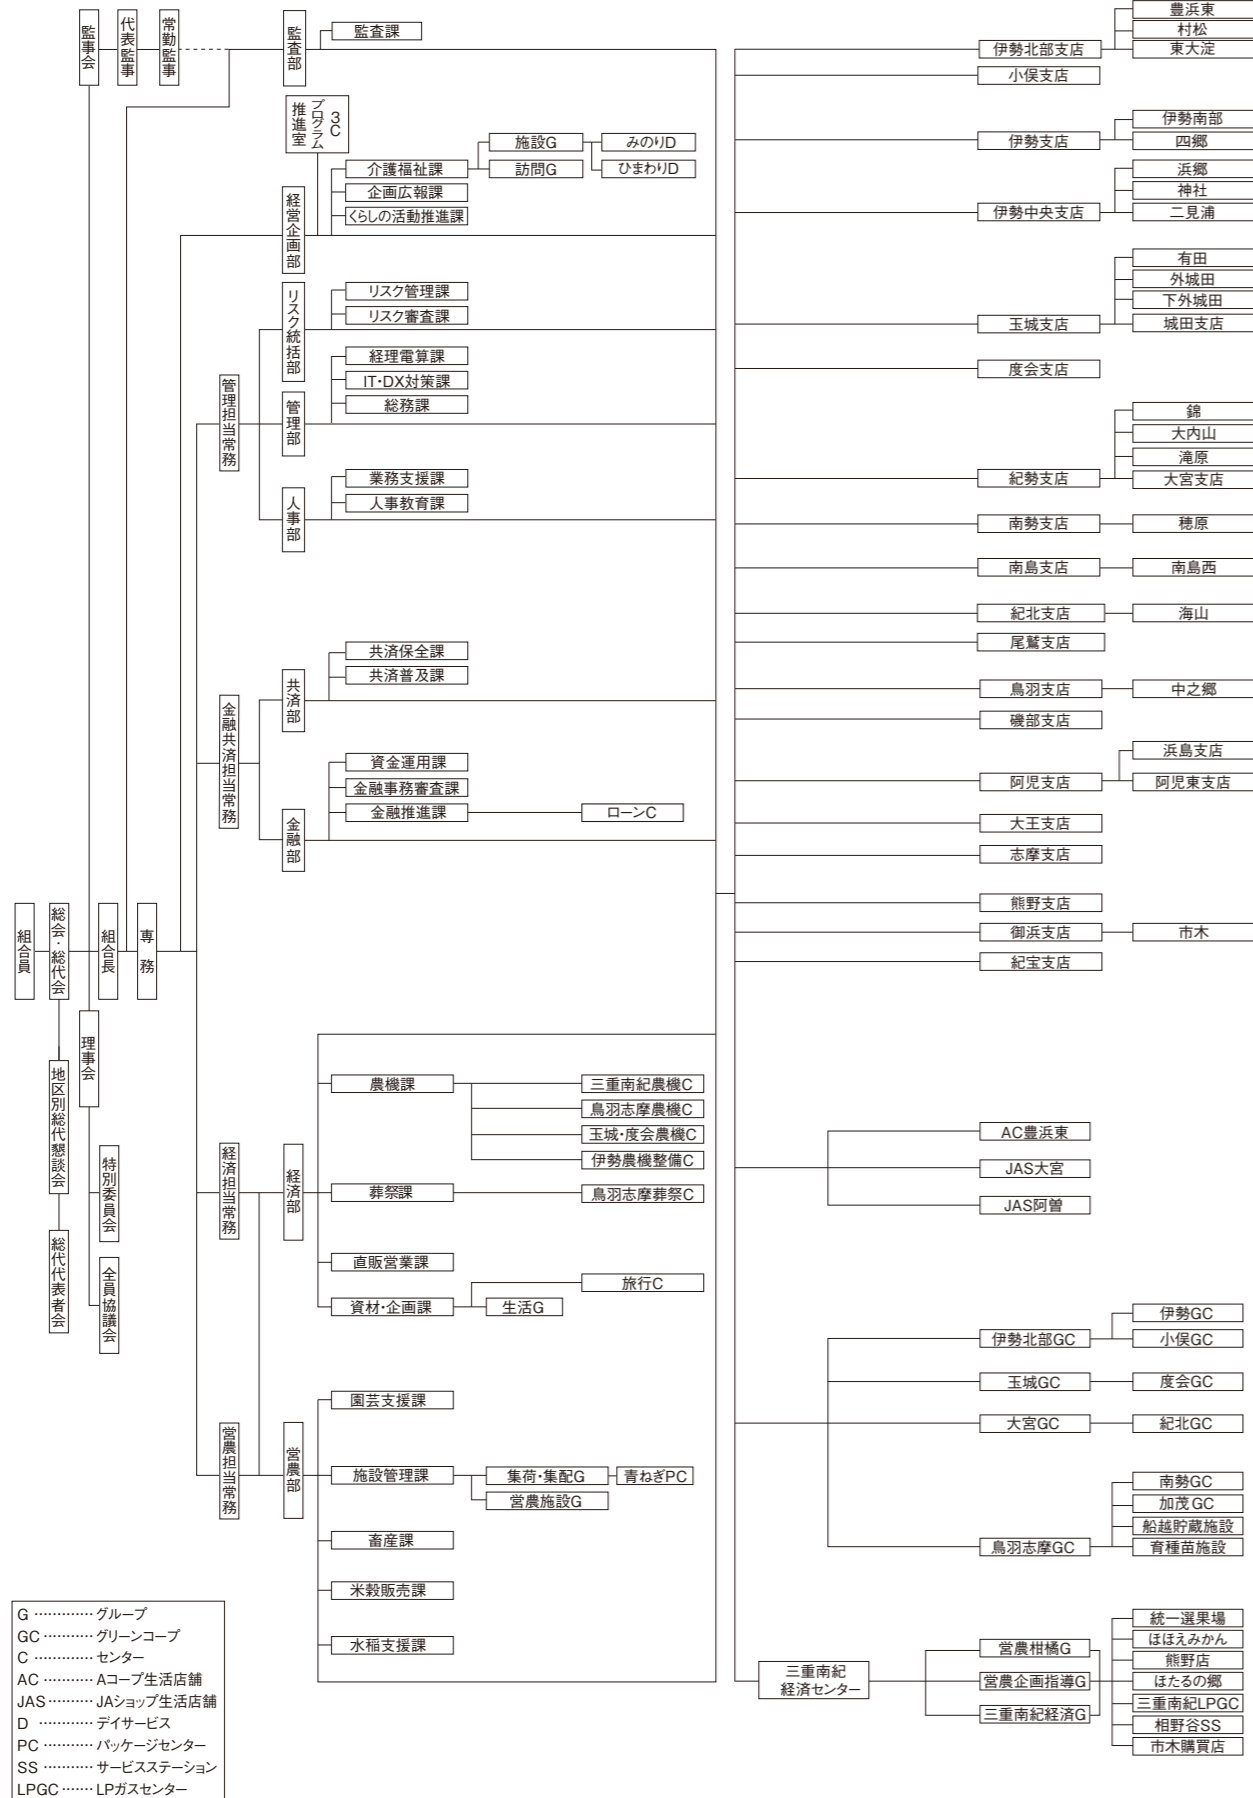 組合員
総会・総代会
地区別総代懇談会
総代代表者会
監事会
代表監事
常勤監事
組合長
専務
理事会
特別委員会
全員協議会
監査部
監査課
3C
プログラム
推進室
経営企画部
介護福祉課
施設G
みのりD
ひまわりD
訪問G
企画広報課
くらしの活動推進課
管理担当常務
リスク統括部
リスク管理課
リスク審査課
管理部
経理電算課
IT・DX対策課
総務課
人事部
業務支援課
人事教育課
金融共済担当常務
共済部
共済保全課
共済普及課
金融部
資金運用課
金融事務審査課
金融推進課
ローンC
経済担当常務
経済部
農機課
三重南紀農機C
鳥羽志摩農機C
玉城・度会農機C
伊勢農機整備C
葬祭課
鳥羽志摩葬祭C
直販営業課
資材・企画課
旅行C
生活G
営農担当常務
営農部
園芸支援課
施設管理課
集荷・集配G
青ねぎPC
営農施設G
畜産課
米穀販売課
水稲支援課
伊勢北部支店
豊浜東
村松
東大淀
小俣支店
伊勢支店
伊勢南部
四郷
伊勢中央支店
浜郷
神社
二見浦
玉城支店
有田
外城田
下外城田
城田支店
度会支店
紀勢支店
錦
大内山
滝原
大宮支店
南勢支店
穂原
南島支店
南島西
紀北支店
海山
尾鷲支店
鳥羽支店
中之郷
磯部支店
阿児支店
浜島支店
阿児東支店
大王支店
志摩支店
熊野支店
御浜支店
市木
紀宝支店
AC豊浜東
JAS大宮
JAS阿曽
伊勢北部GC
伊勢GC
小俣GC
玉城GC
度会GC
大宮GC
紀北GC
鳥羽志摩GC
南勢GC
加茂GC
船越貯蔵施設
育種苗施設
三重南紀
経済センター
営農柑橘G
営農企画指導G
三重南紀経済G
統一選果場
ほほえみかん
熊野店
ほたるの郷
三重南紀LPGC
相野谷SS
市木購買店
G …………グループ
GC ………グリーンコープ
C …………センター
AC ………Aコープ生活店舗
JAS………JAショップ生活店舗
D …………デイサービス
PC ………パッケージセンター
SS ………サービスステーション
LPGC ……LPガスセンター